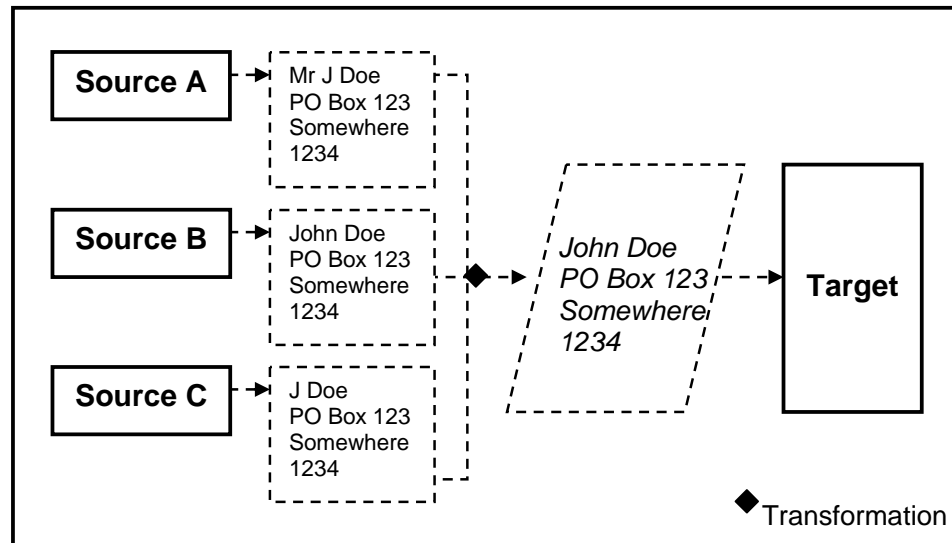 Source A
Mr J Doe
PO Box 123
Somewhere
1234
Source B
John Doe
PO Box 123
Somewhere
1234
Source C
J Doe
PO Box 123
Somewhere
1234
John Doe
PO Box 123
Somewhere
1234
Target
Transformation